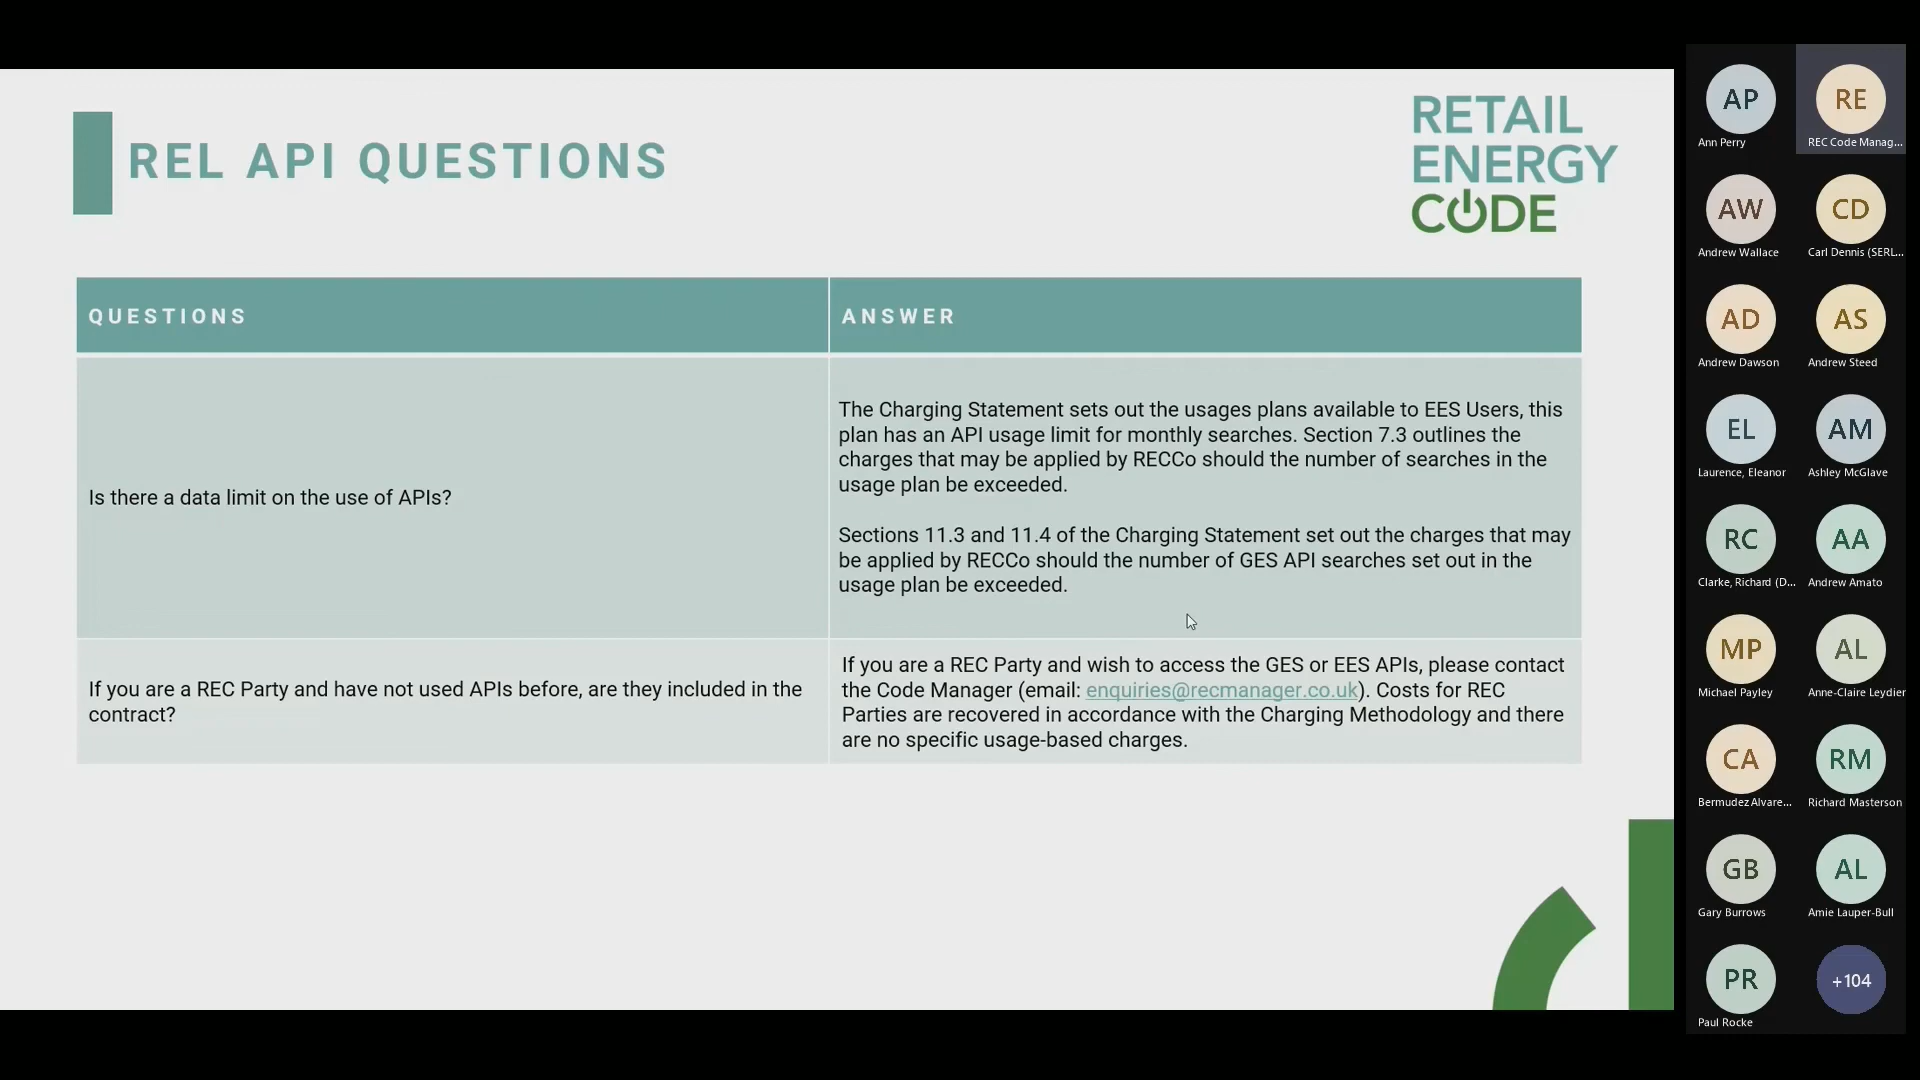 REL API QUESTIONS
RETAIL
ENERGY
CODE
QUESTIONS
ANSWER
Is there a data limit on the use of APIs?
The Charging Statement sets out the usages plans available to EES Users, this
plan has an API usage limit for monthly searches. Section 7.3 outlines the
charges that may be applied by RECCo should the number of searches in the
usage plan be exceeded.
Sections 11.3 and 11.4 of the Charging Statement set out the charges that may
be applied by RECCo should the number of GES API searches set out in the
usage plan be exceeded.
If you are a REC Party and have not used APIs before, are they included in the
contract?
If you are a REC Party and wish to access the GES or EES APIs, please contact
the Code Manager (email: enquiries@recmanager.co.uk). Costs for REC
Parties are recovered in accordance with the Charging Methodology and there
are no specific usage-based charges.
AP
Ann Perry
RE
REC Code Manag...
AW
Andrew Wallace
CD
Carl Dennis (SERL...
AD
Andrew Dawson
AS
Andrew Steed
EL
Laurence, Eleanor
AM
Ashley McGlave
RC
Clarke, Richard (D...
AA
Andrew Amato
MP
Michael Payley
AL
Anne-Claire Leydier
CA
Bermudez Alvare...
RM
Richard Masterson
GB
Gary Burrows
AL
Amie Lauper-Bull
PR
Paul Rocke
+104